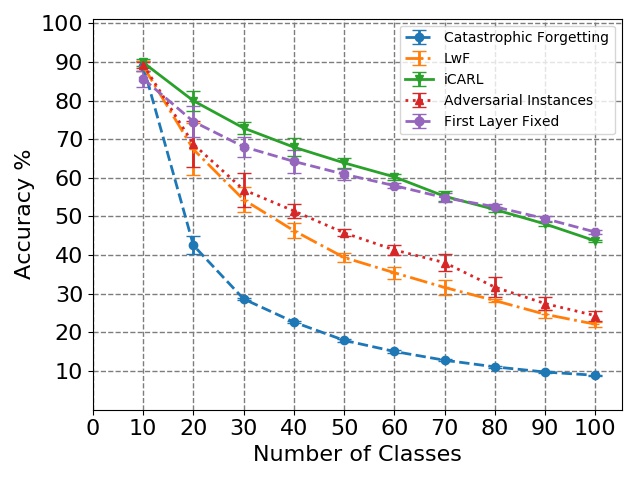 100
90
80
70
60
50
40
30
20
10
Accuracy %
0 10 20 30 40 50 60 70 80 90 100
Number of Classes
Catastrophic Forgetting
LwF
iCARL
Adversarial Instances
First Layer Fixed